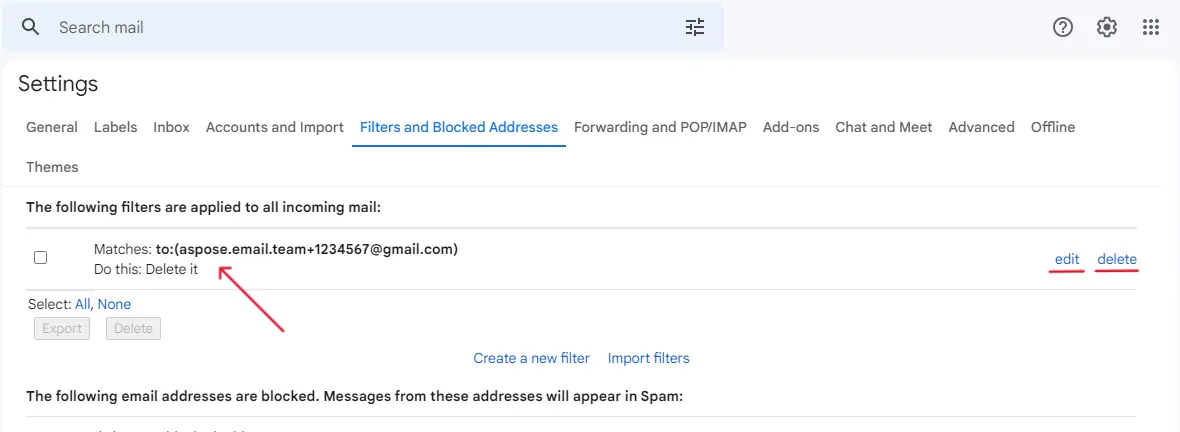 Search mail
Settings
General Labels Inbox Accounts and Import Filters and Blocked Addresses Forwarding and POP/IMAP Add-ons Chat and Meet Advanced Offline
Themes
The following filters are applied to all incoming mail:
Matches: to:(aspose.email.team+1234567@gmail.com)
Do this: Delete it
edit delete
Select: All, None
Export Delete
Create a new filter Import filters
The following email addresses are blocked. Messages from these addresses will appear in Spam: